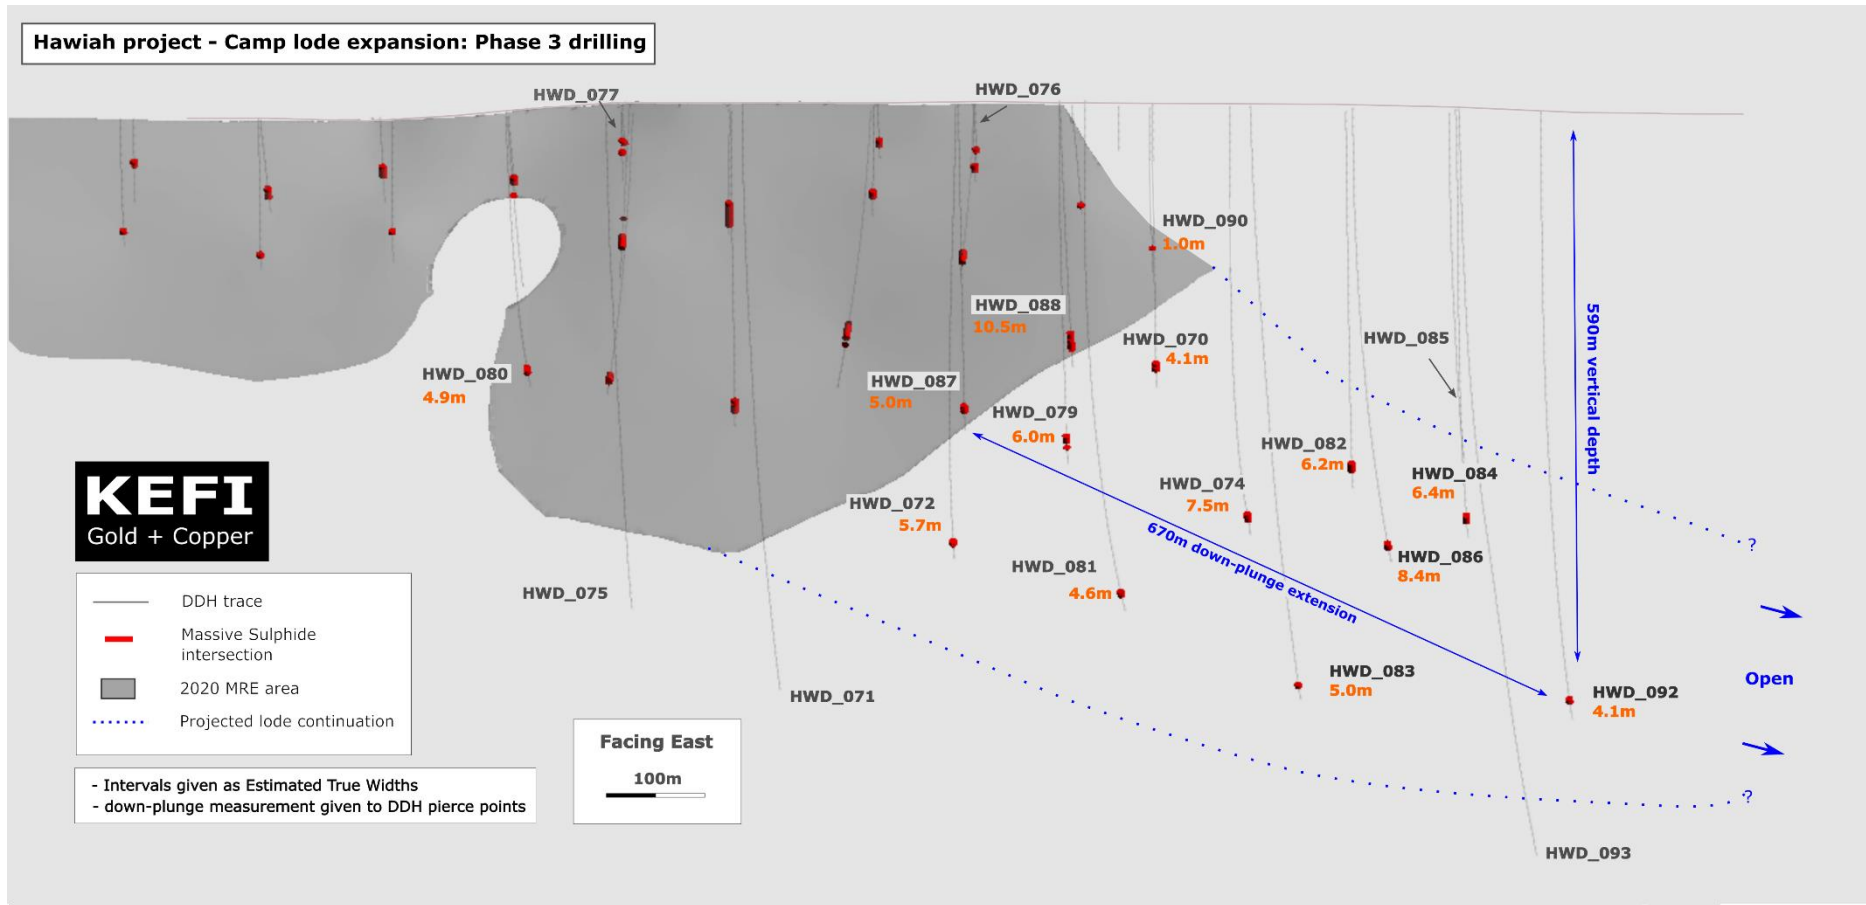 Hawiah project - Camp lode expansion: Phase 3 drilling
HWD_077
HWD_076
HWD_090
1.0m
HWD_088
10.5m
HWD_070
4.1m
HWD_085
590m vertical depth
HWD_080
4.9m
HWD_087
5.0m
HWD_079
6.0m
HWD_082
6.2m
HWD_084
6.4m
HWD_074
7.5m
HWD_072
5.7m
670m down-plunge extension
HWD_086
8.4m
?
HWD_081
4.6m
HWD_075
HWD_083
5.0m
HWD_092
4.1m
Open
HWD_071
?
HWD_093
KEFI
Gold + Copper
DDH trace
Massive Sulphide
intersection
2020 MRE area
Projected lode continuation
- Intervals given as Estimated True Widths
- down-plunge measurement given to DDH pierce points
Facing East
100m